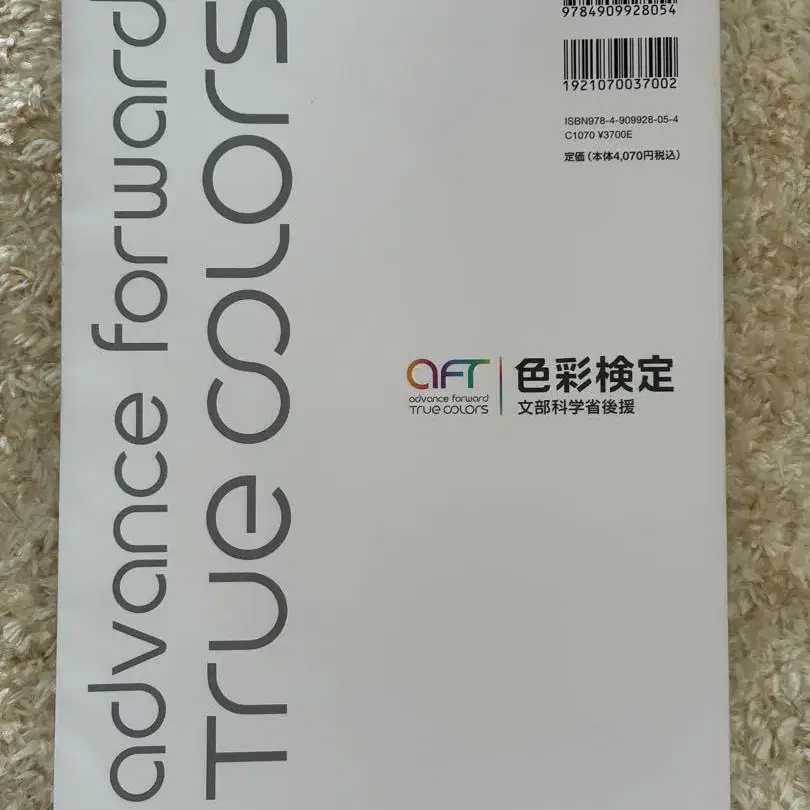 9784909928054
1921070037002
ISBN978-4-909928-05-4
C1070 ¥3700E
定価（本体4,070円税込）
advance forward
True colors
aft
advance forward
True colors
色彩検定
文部科学省後援